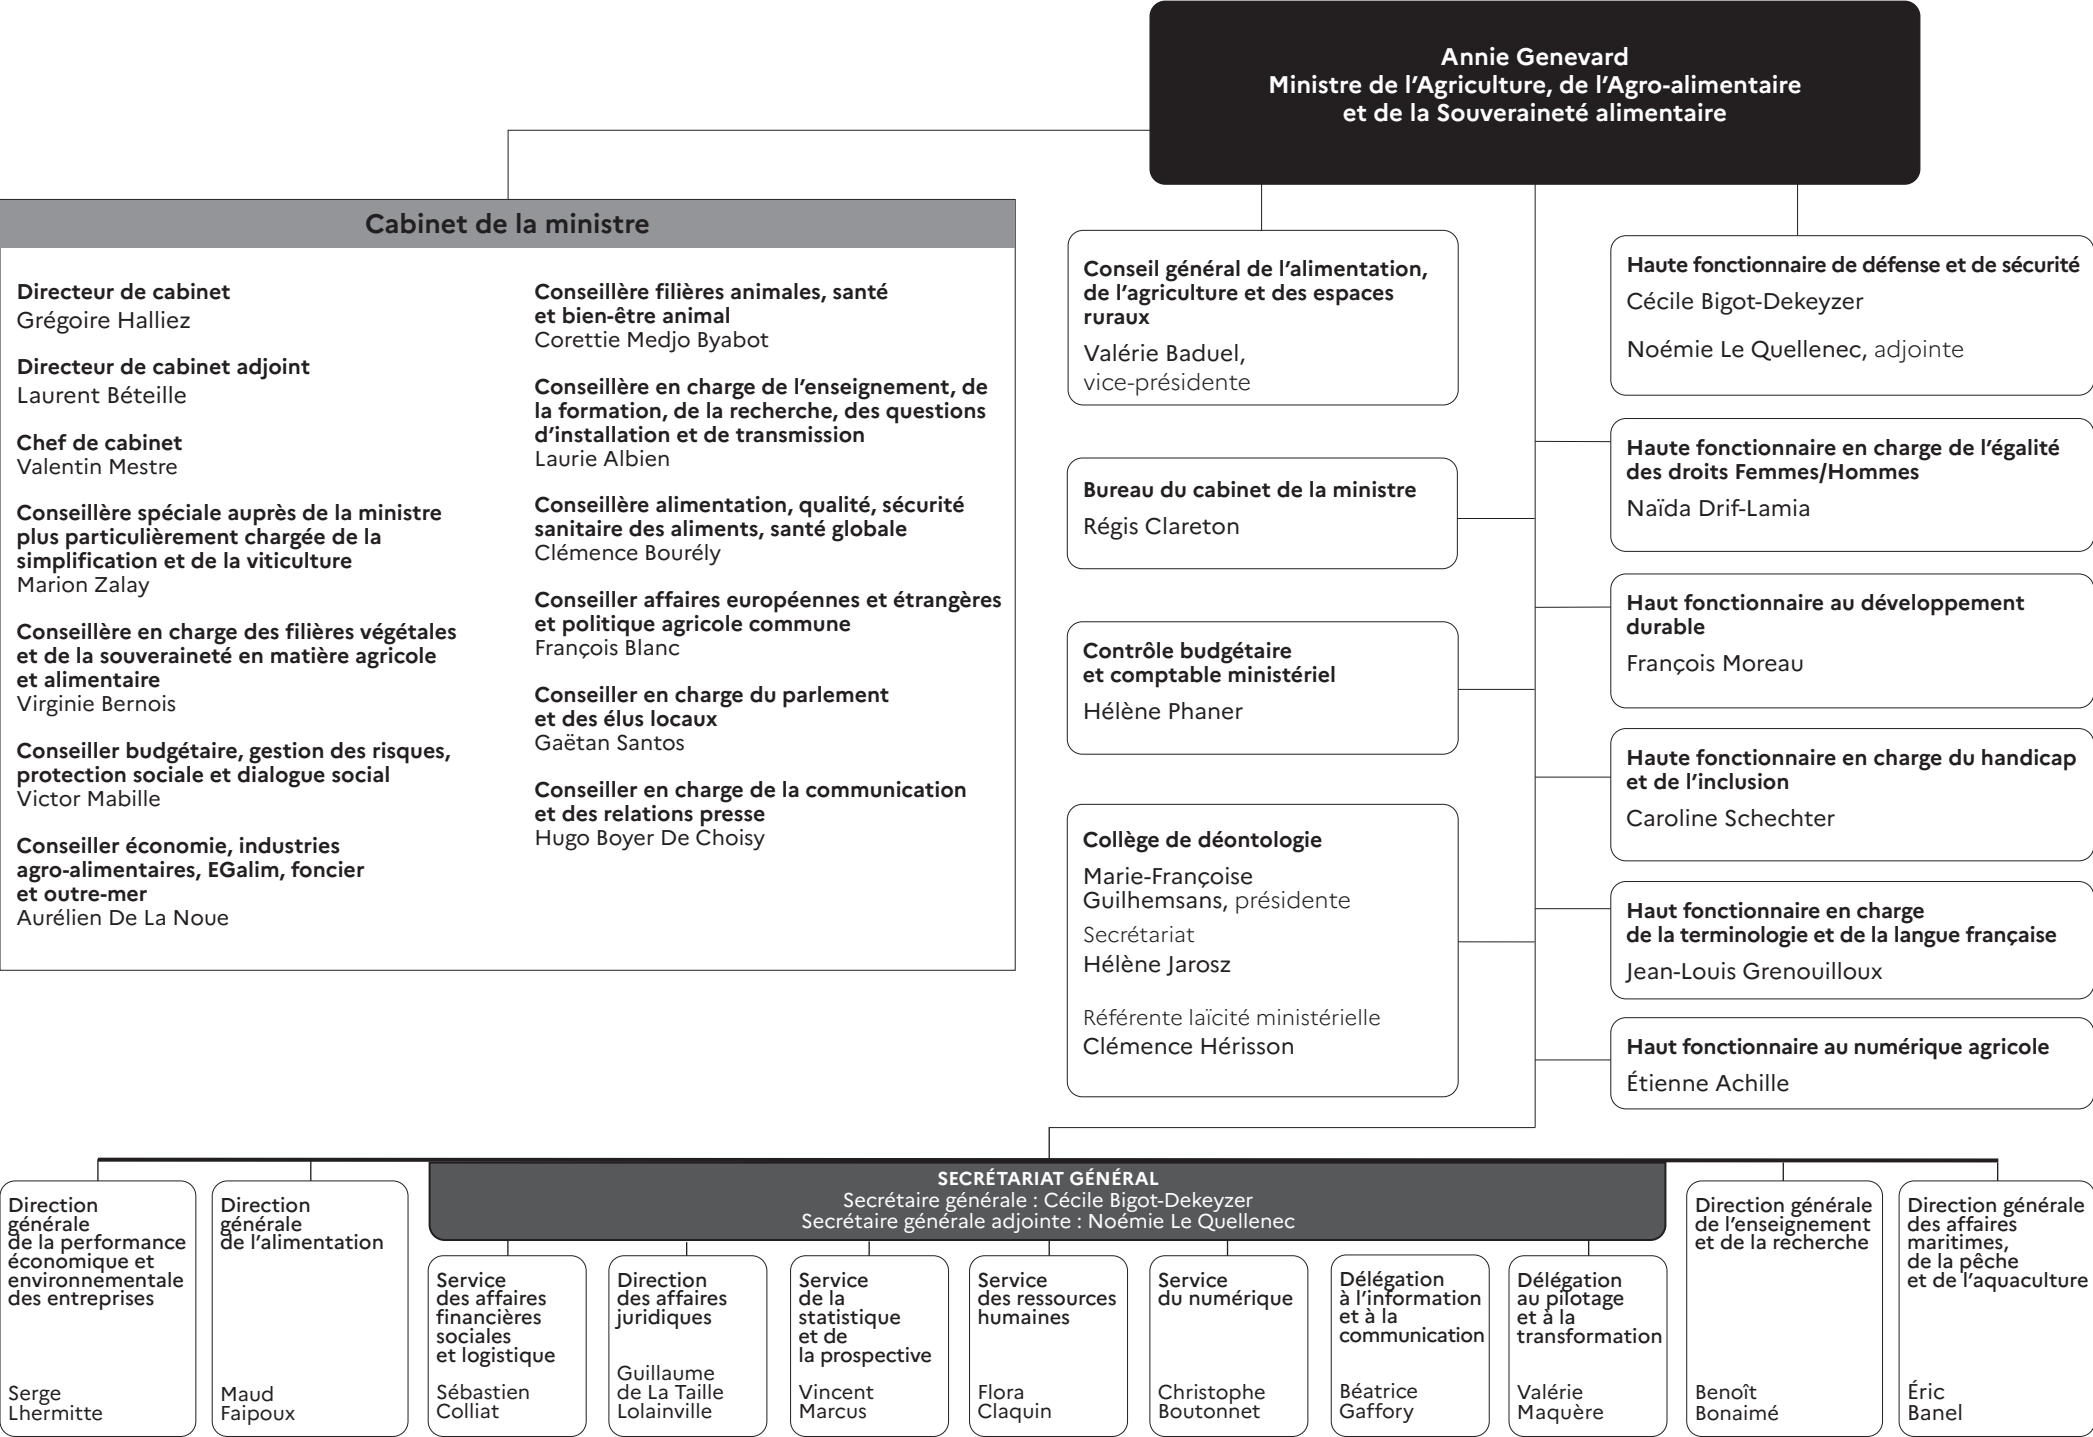 Annie Genevard
Ministre de l'Agriculture, de l'Agro-alimentaire
et de la Souveraineté alimentaire
Cabinet de la ministre
Directeur de cabinet
Grégoire Halliez
Directeur de cabinet adjoint
Laurent Béteille
Chef de cabinet
Valentin Mestre
Conseillère spéciale auprès de la ministre
plus particulièrement chargée de la
simplification et de la viticulture
Marion Zalay
Conseillère en charge des filières végétales
et de la souveraineté en matière agricole
et alimentaire
Virginie Bernois
Conseiller budgétaire, gestion des risques,
protection sociale et dialogue social
Victor Mabille
Conseiller économie, industries
agro-alimentaires, EGalim, foncier
et outre-mer
Aurélien De La Noue
Conseillère filières animales, santé
et bien-être animal
Corettie Medjo Byabot
Conseillère en charge de l'enseignement, de
la formation, de la recherche, des questions
d'installation et de transmission
Laurie Albien
Conseillère alimentation, qualité, sécurité
sanitaire des aliments, santé globale
Clémence Bourély
Conseiller affaires européennes et étrangères
et politique agricole commune
François Blanc
Conseiller en charge du parlement
et des élus locaux
Gaëtan Santos
Conseiller en charge de la communication
et des relations presse
Hugo Boyer De Choisy
Conseil général de l'alimentation,
de l'agriculture et des espaces
ruraux
Valérie Baduel,
vice-présidente
Bureau du cabinet de la ministre
Régis Clareton
Contrôle budgétaire
et comptable ministériel
Hélène Phaner
Collège de déontologie
Marie-Françoise
Guilhemsans, présidente
Secrétariat
Hélène Jarosz
Référente laïcité ministérielle
Clémence Hérisson
Haute fonctionnaire de défense et de sécurité
Cécile Bigot-Dekeyzer
Noémie Le Quellenec, adjointe
Haute fonctionnaire en charge de l'égalité
des droits Femmes/Hommes
Naïda Drif-Lamia
Haut fonctionnaire au développement
durable
François Moreau
Haute fonctionnaire en charge du handicap
et de l'inclusion
Caroline Schechter
Haut fonctionnaire en charge
de la terminologie et de la langue française
Jean-Louis Grenouilloux
Haut fonctionnaire au numérique agricole
Étienne Achille
Direction
générale
de la performance
économique et
environnementale
des entreprises
Serge
Lhermitte
Direction
générale
de l'alimentation
Maud
Faipoux
SECRÉTARIAT GÉNÉRAL
Secrétaire générale : Cécile Bigot-Dekeyzer
Secrétaire générale adjointe : Noémie Le Quellenec
Service
des affaires
financières
sociales
et logistique
Sébastien
Colliat
Direction
des affaires
juridiques
Guillaume
de La Taille
Lolainville
Service
de la
statistique
et de
la prospective
Vincent
Marcus
Service
des ressources
humaines
Flora
Claquin
Service
du numérique
Christophe
Boutonnet
Délégation
à l'information
et à la
communication
Béatrice
Gaffory
Délégation
au pilotage
et à la
transformation
Valérie
Maquère
Direction générale
de l'enseignement
et de la recherche
Benoît
Bonaimé
Direction générale
des affaires
maritimes,
de la pêche
et de l'aquaculture
Éric
Banel